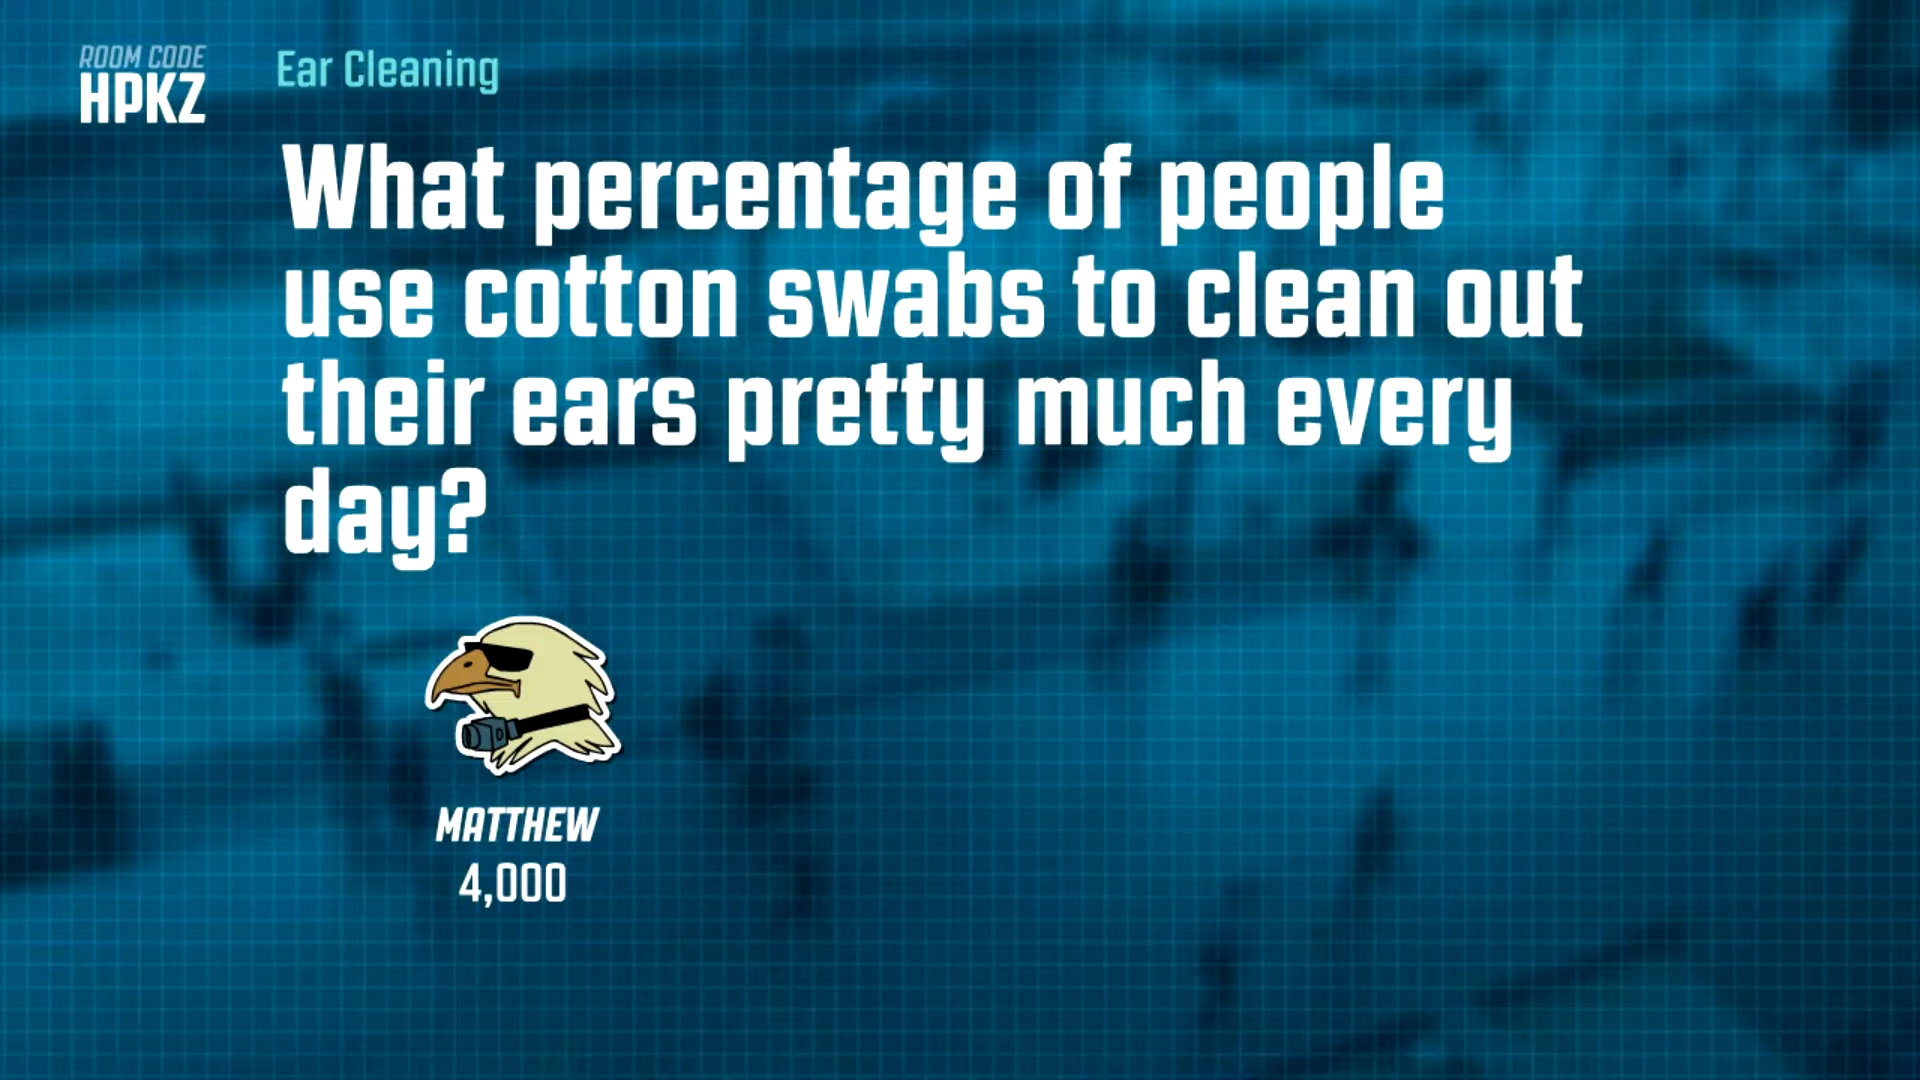 ROOM CODE
HPKZ
Ear Cleaning
What percentage of people
use cotton swabs to clean out
their ears pretty much every
day?
MATTHEW
4,000